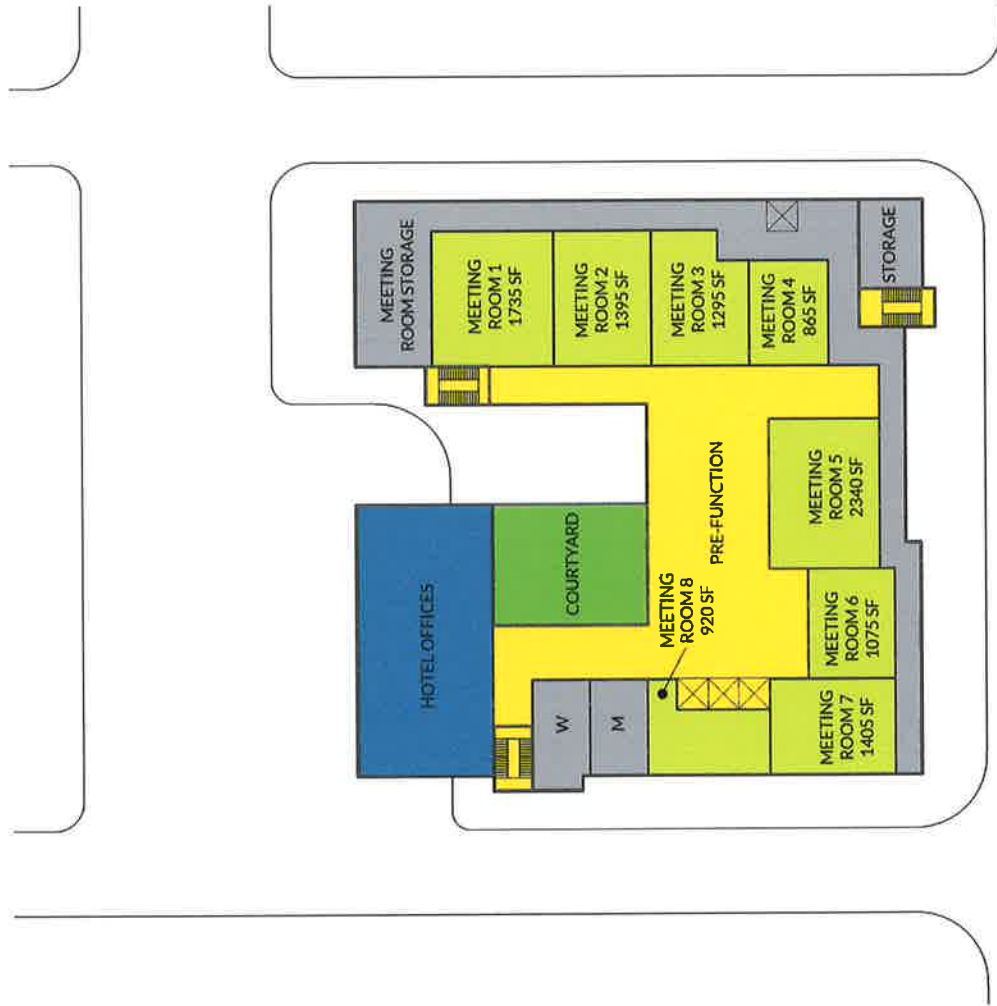 MEETING
ROOM STORAGE
MEETING
ROOM 1
1735 SF
MEETING
ROOM 2
1395 SF
MEETING
ROOM 3
1295 SF
MEETING
ROOM 4
865 SF
STORAGE
HOTEL OFFICES
COURTYARD
PRE-FUNCTION
MEETING
ROOM 5
2340 SF
MEETING
ROOM 6
1075 SF
MEETING
ROOM 7
1405 SF
MEETING
ROOM 8
920 SF
W
M